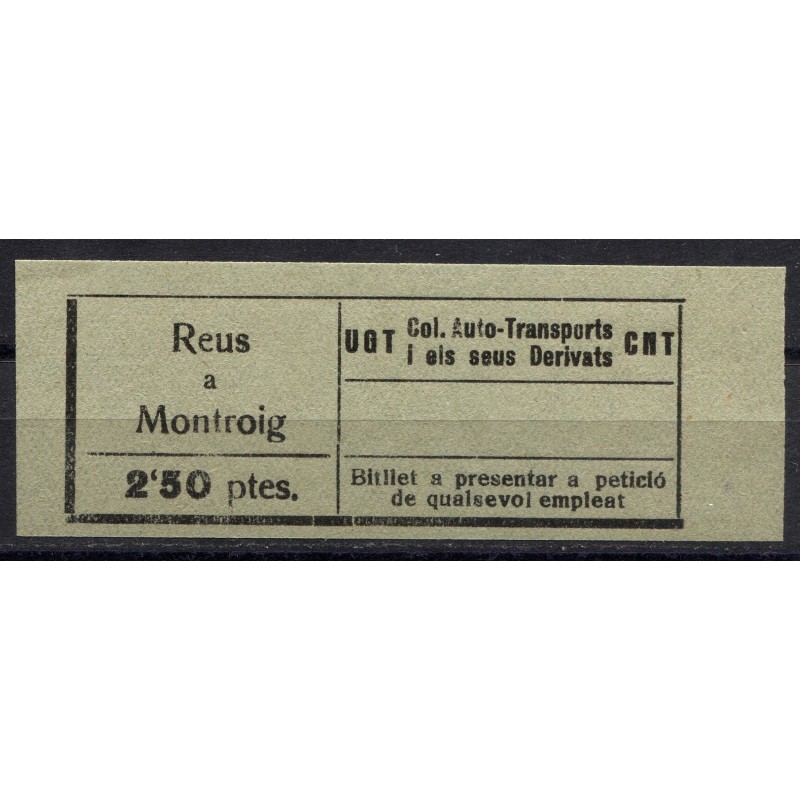 Reus
a
Montroig
2'50 ptes.
UGT Col. Auto-Transports CNT
i els seus Derivats
Bitllet a presentar a petició
de qualsevol empleat